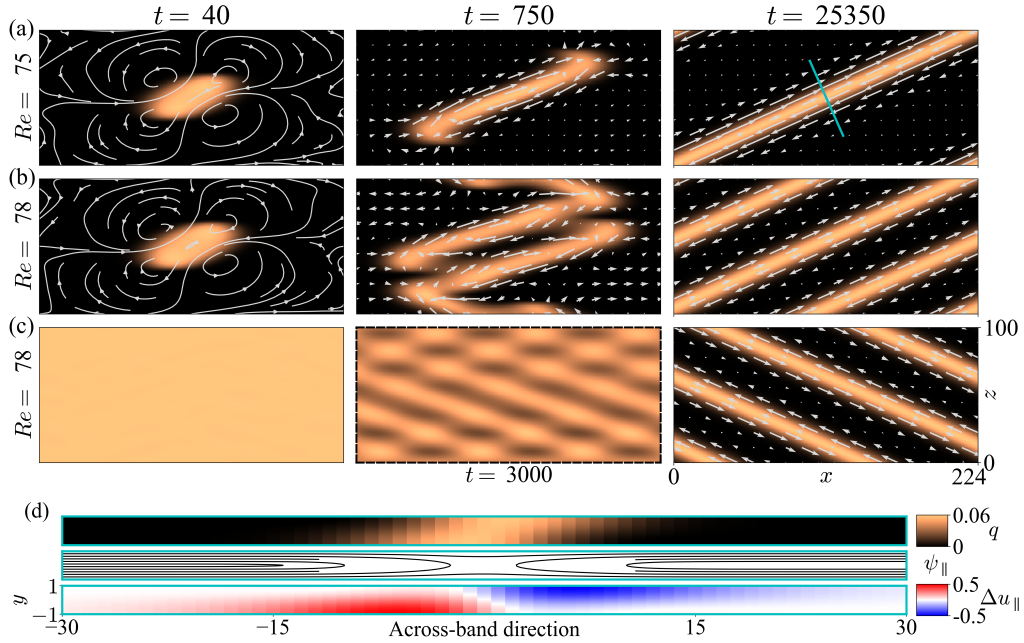 t = 40 t = 750 t = 25350
(a)
Re = 75
(b)
Re = 78
(c)
Re = 78
100
z
0
t = 3000
0 x 224
(d)
0.06
q
0
ψ∥
1
0.5
y
Δu∥
−1
-0.5
−30 −15 Across-band direction 15 30